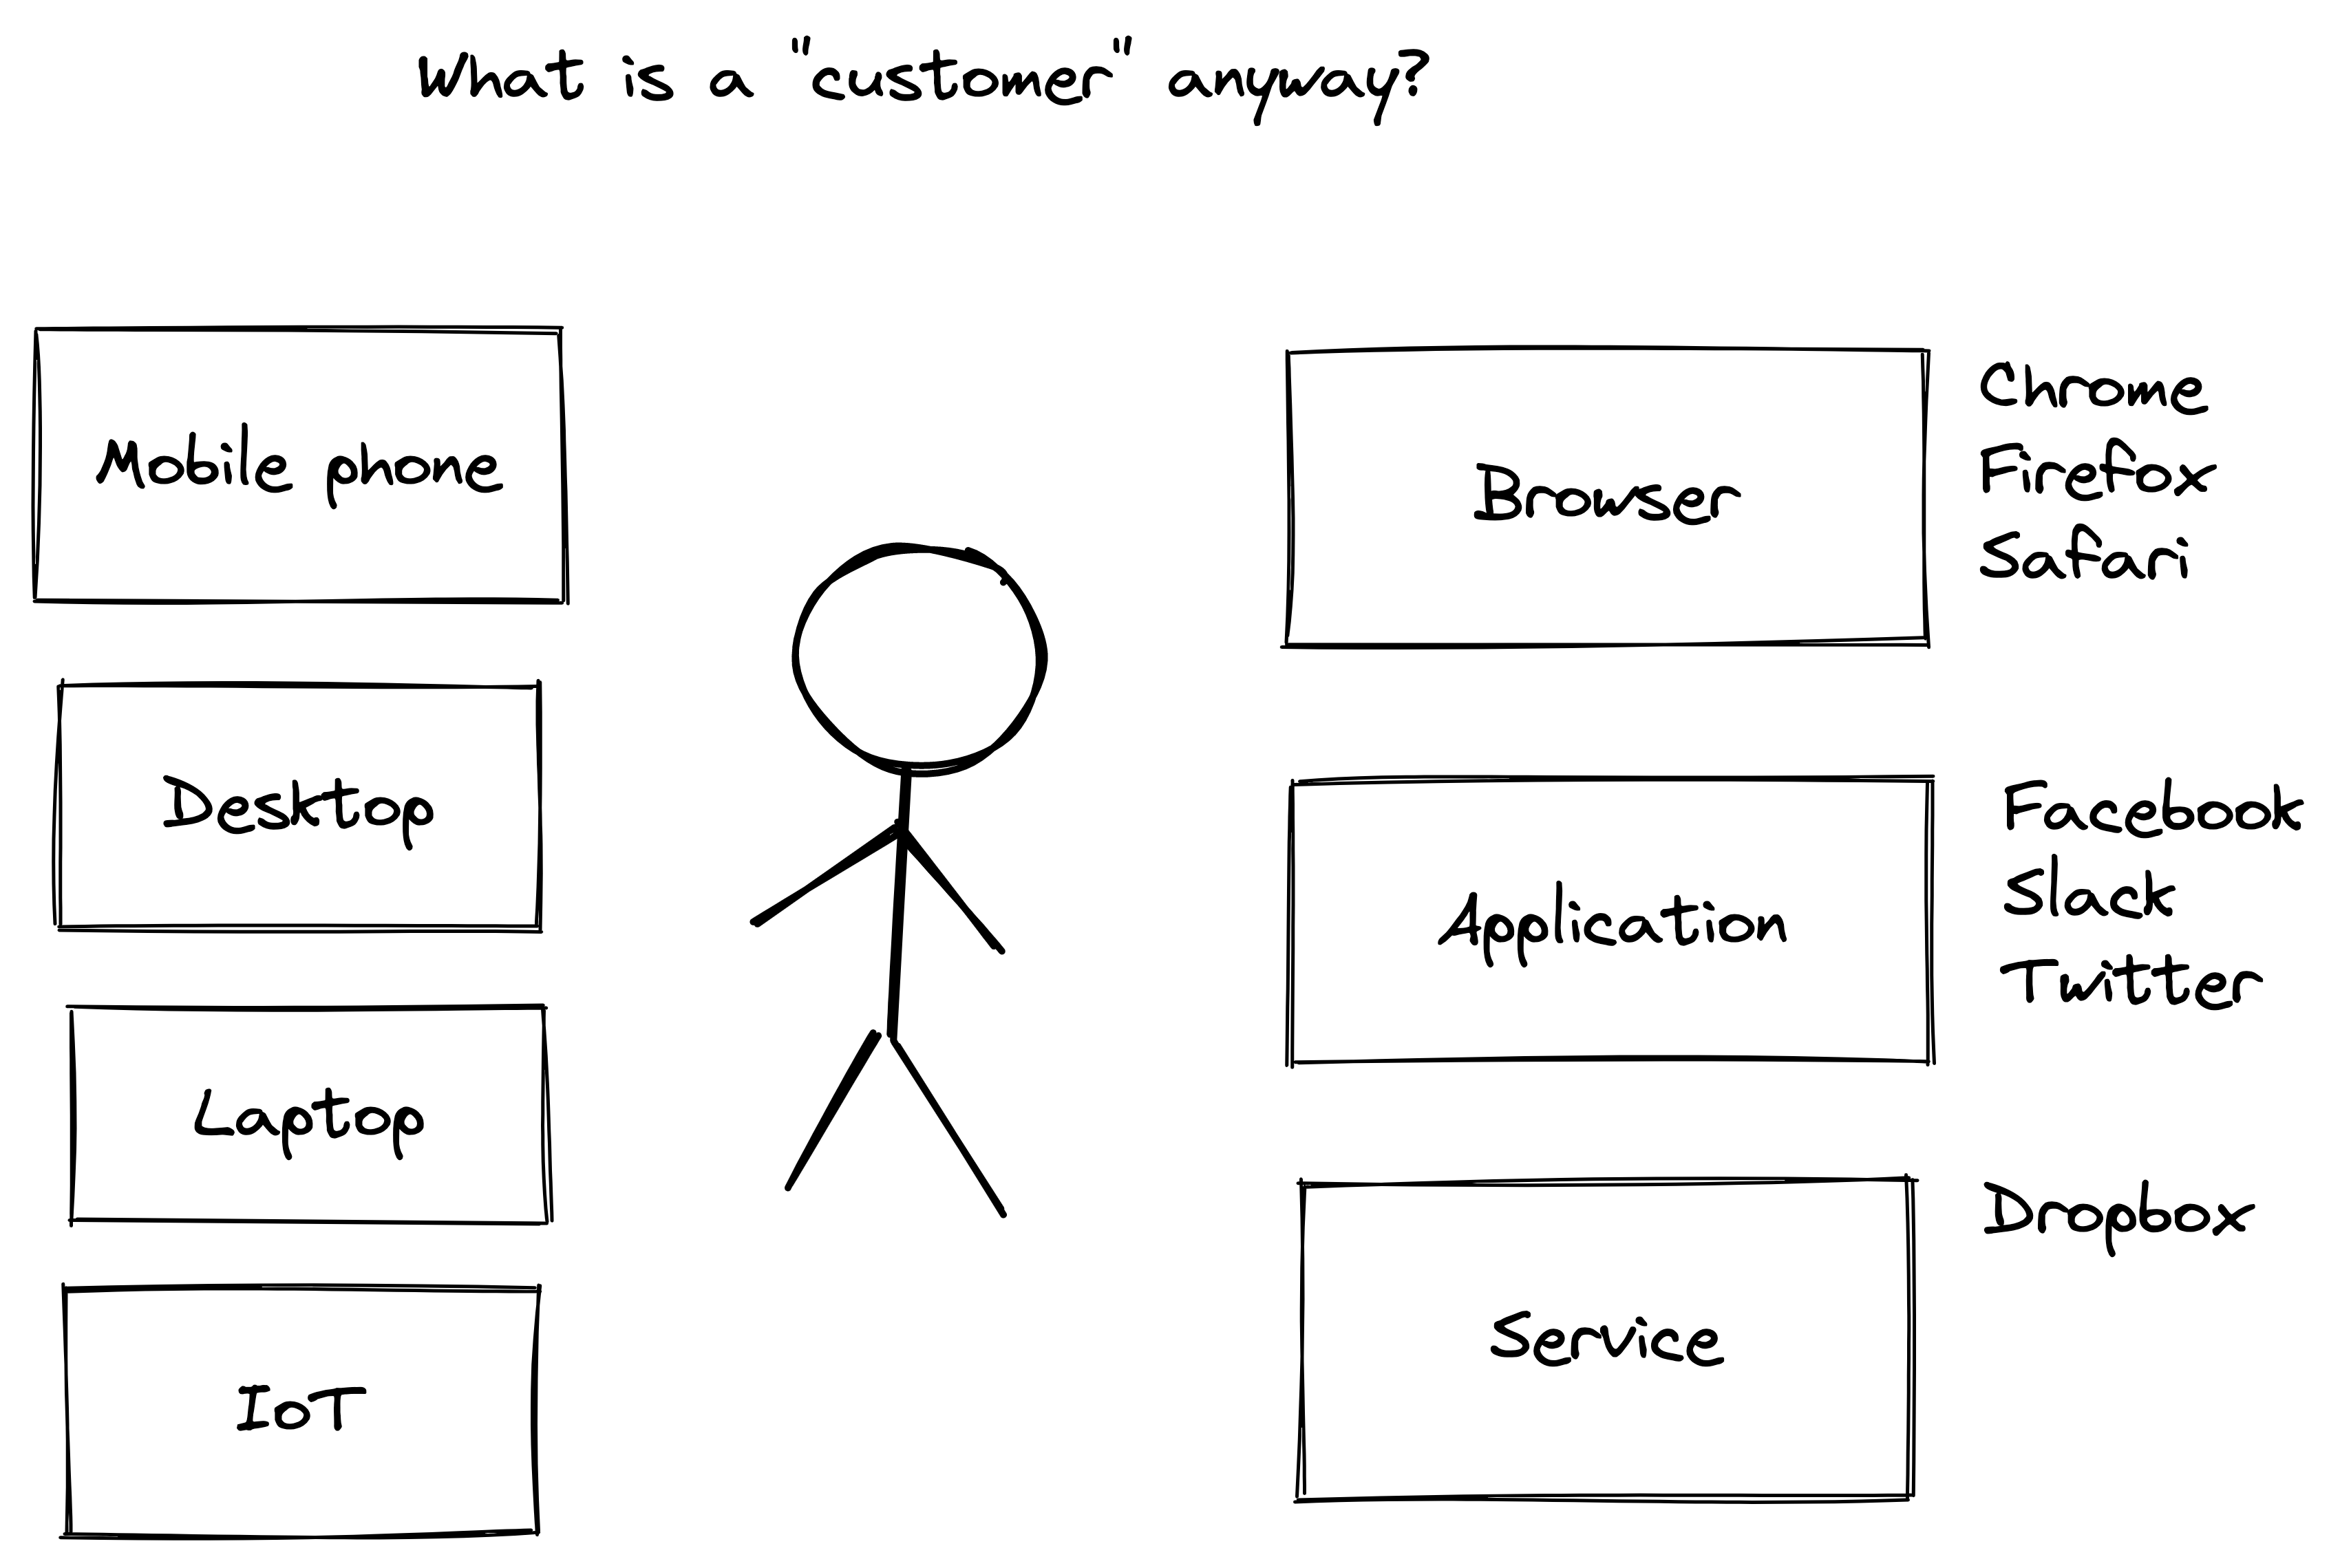 What is a "customer" anyway?
Mobile phone
Desktop
Laptop
IoT
Browser
Chrome
Firefox
Safari
Application
Facebook
Slack
Twitter
Service
Dropbox